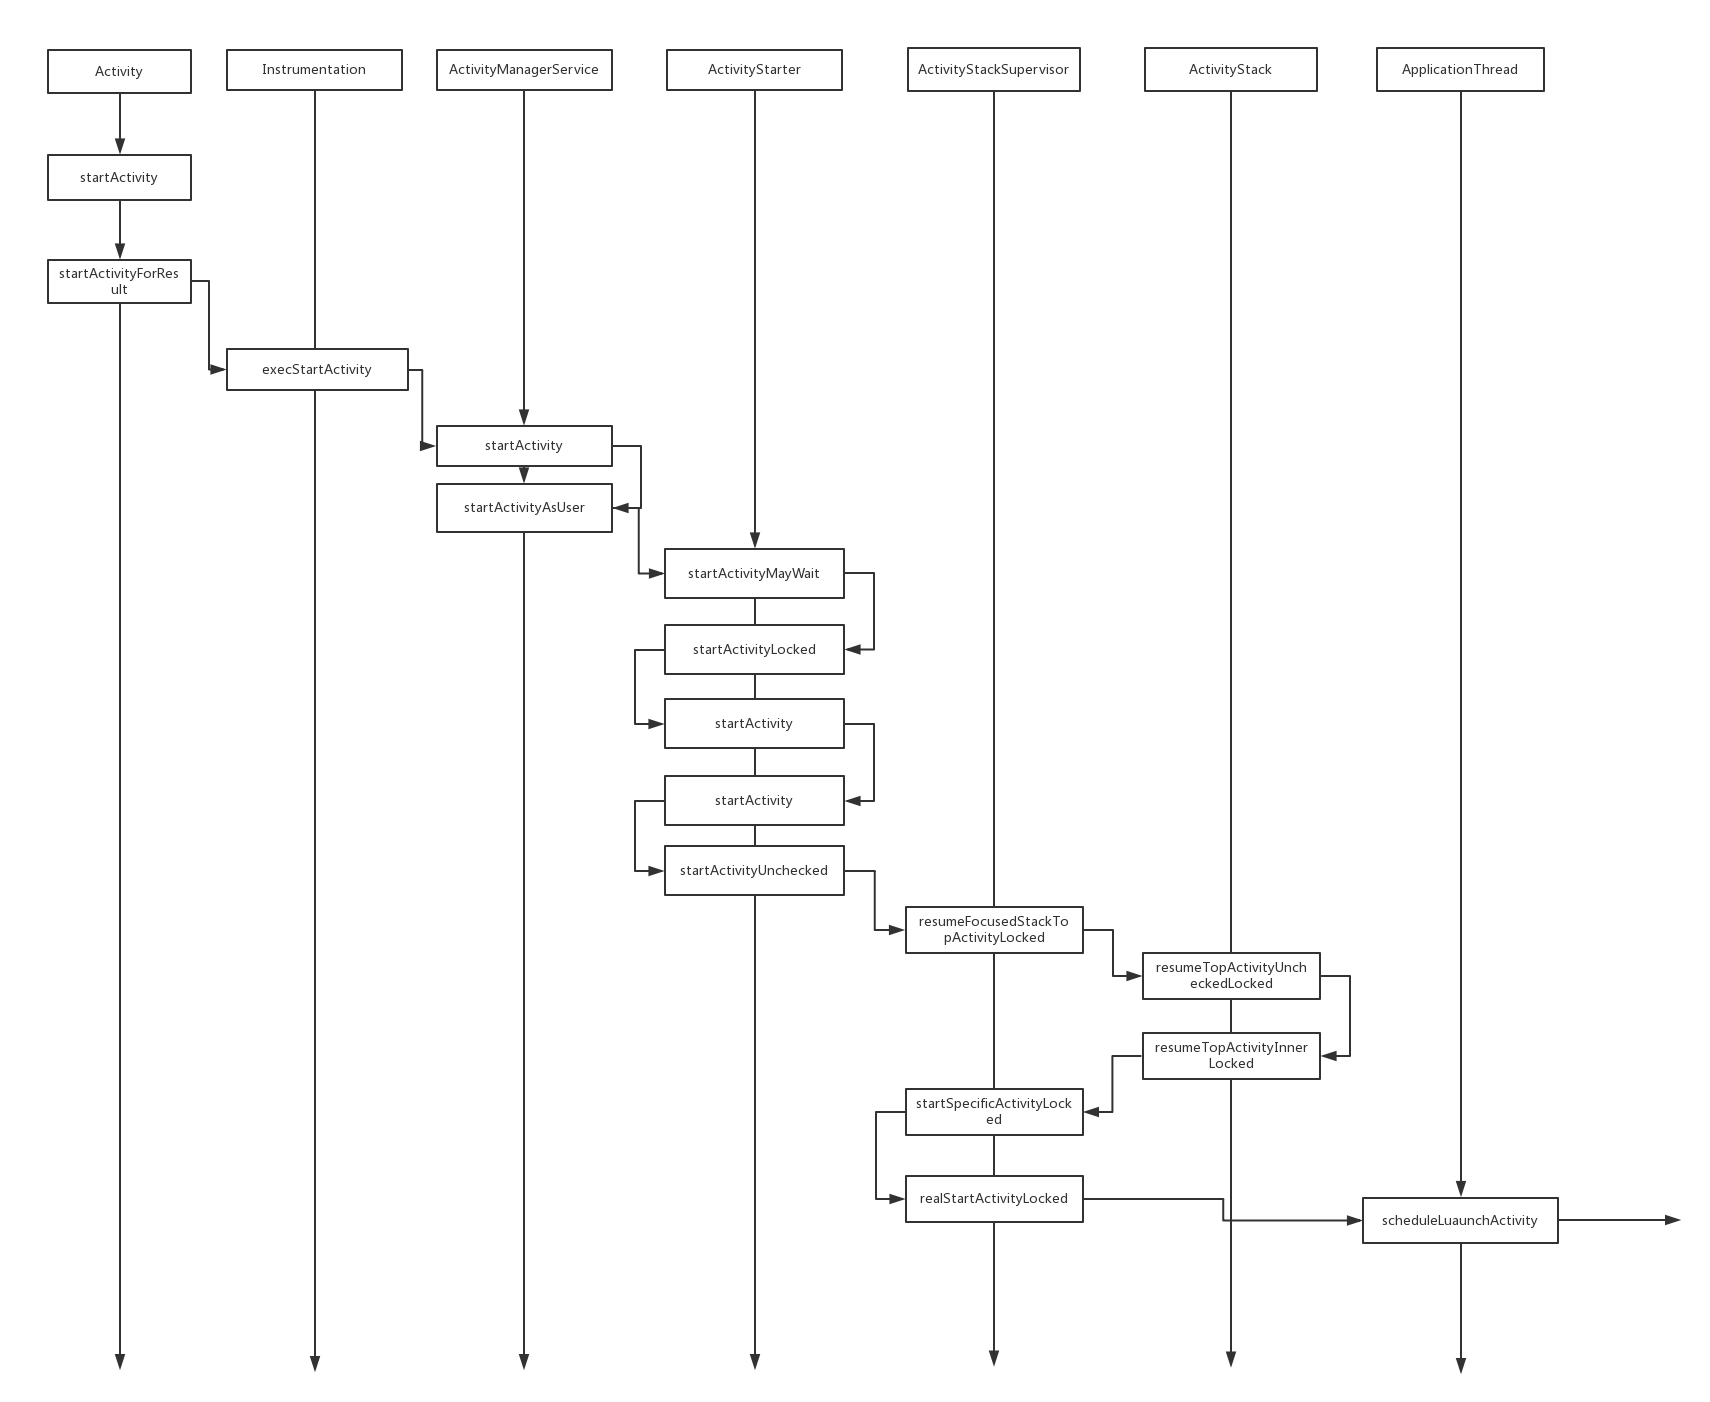 Activity
Instrumentation
ActivityManagerService
ActivityStarter
ActivityStackSupervisor
ActivityStack
ApplicationThread
startActivity
startActivityForRes
ult
execStartActivity
startActivity
startActivityAsUser
startActivityMayWait
startActivityLocked
startActivity
startActivity
startActivityUnchecked
resumeFocusedStackTo
pActivityLocked
resumeTopActivityUnch
eckedLocked
resumeTopActivityInner
Locked
startSpecificActivityLock
ed
realStartActivityLocked
scheduleLuaunchActivity